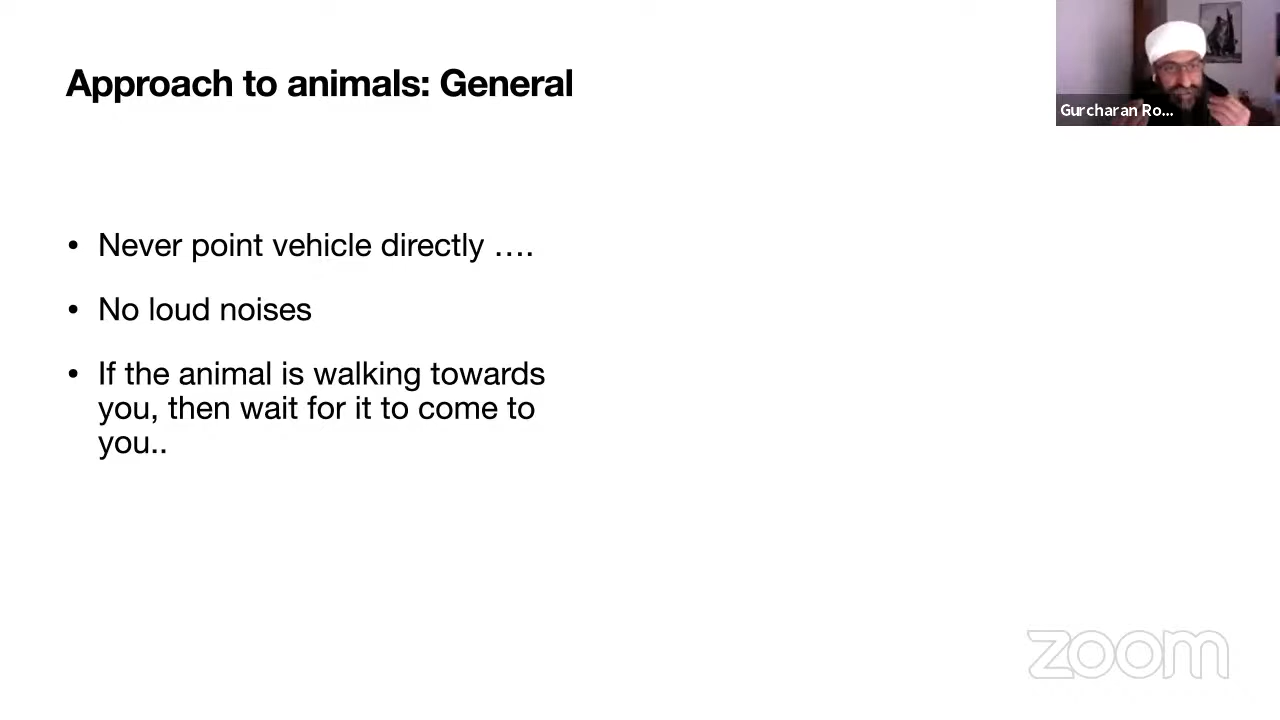 Approach to animals: General
Gurcharan Ro...
• Never point vehicle directly ….
• No loud noises
• If the animal is walking towards
you, then wait for it to come to
you..
zoom